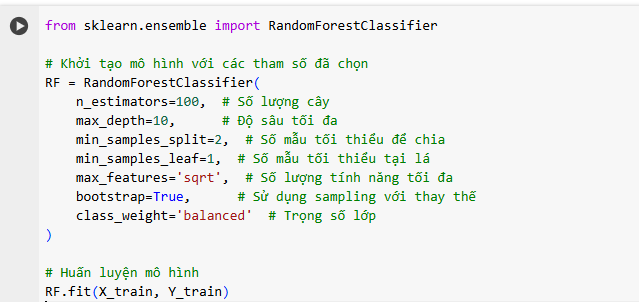 from sklearn.ensemble import RandomForestClassifier
# Khởi tạo mô hình với các tham số đã chọn
RF = RandomForestClassifier(
    n_estimators=100,  # Số lượng cây
    max_depth=10,      # Độ sâu tối đa
    min_samples_split=2,  # Số mẫu tối thiểu để chia
    min_samples_leaf=1,  # Số mẫu tối thiểu tại lá
    max_features='sqrt',  # Số lượng tính năng tối đa
    bootstrap=True,      # Sử dụng sampling với thay thế
    class_weight='balanced'  # Trọng số lớp
)
# Huấn luyện mô hình
RF.fit(X_train, Y_train)